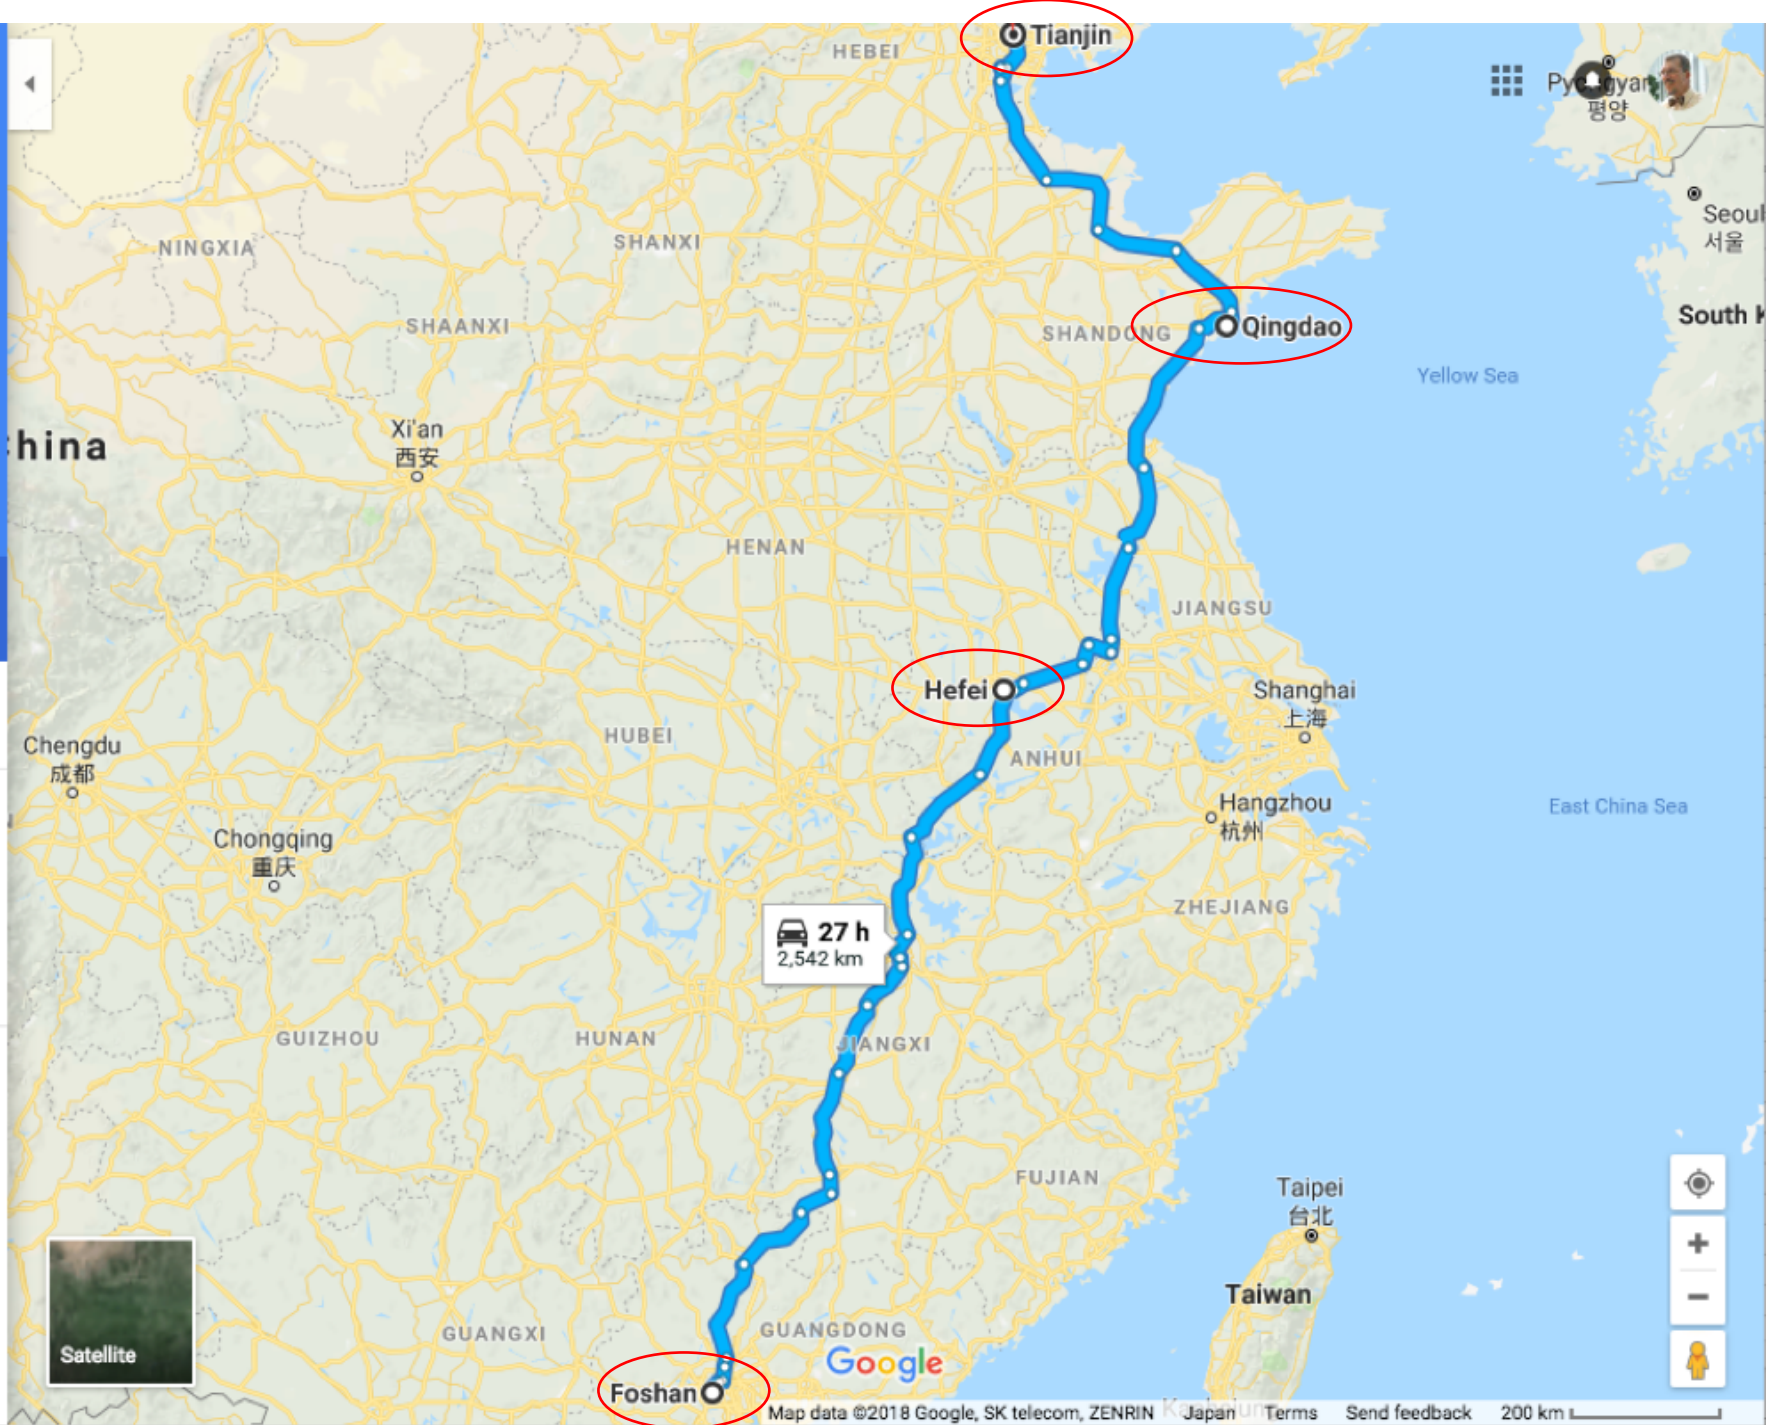 Tianjin
HEBEI
평양
NINGXIA
SHANXI
Seoul
서울
SHAANXI
SHANDONG
Qingdao
South K
Yellow Sea
Xi'an
西安
hina
HENAN
JIANGSU
Hefei
Shanghai
上海
HUBEI
ANHUI
Chengdu
成都
Hangzhou
杭州
East China Sea
Chongqing
重庆
ZHEJIANG
27 h
2,542 km
GUIZHOU
HUNAN
JIANGXI
FUJIAN
Taipei
台北
Taiwan
GUANGXI
GUANGDONG
Satellite
Google
Foshan
Map data ©2018 Google, SK telecom, ZENRIN Japan Terms Send feedback 200 km